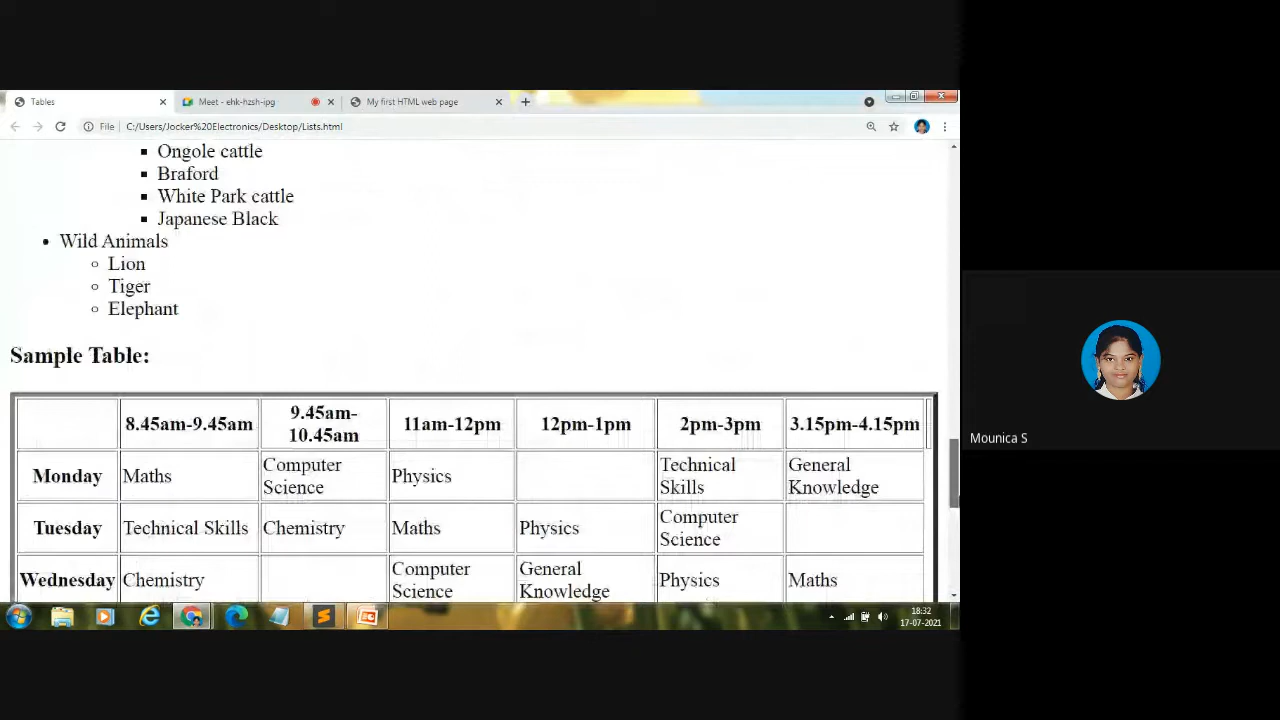 Tables
Meet - ehk-hzsh-ipg
My first HTML web page
File
C:/Users/Jocker%20Electronics/Desktop/Lists.html
Ongole cattle
Braford
White Park cattle
Japanese Black
Wild Animals
Lion
Tiger
Elephant
Mounica S
Sample Table:
8.45am-9.45am 9.45am- 11am-12pm 12pm-1pm 2pm-3pm 3.15pm-4.15pm
10.45am
Monday Maths Computer Physics Technical General
Science Skills Knowledge
Tuesday Technical Skills Chemistry Maths Physics Computer
Science
Wednesday Chemistry Computer General Physics Maths
Science Knowledge
18:32
17-07-2021